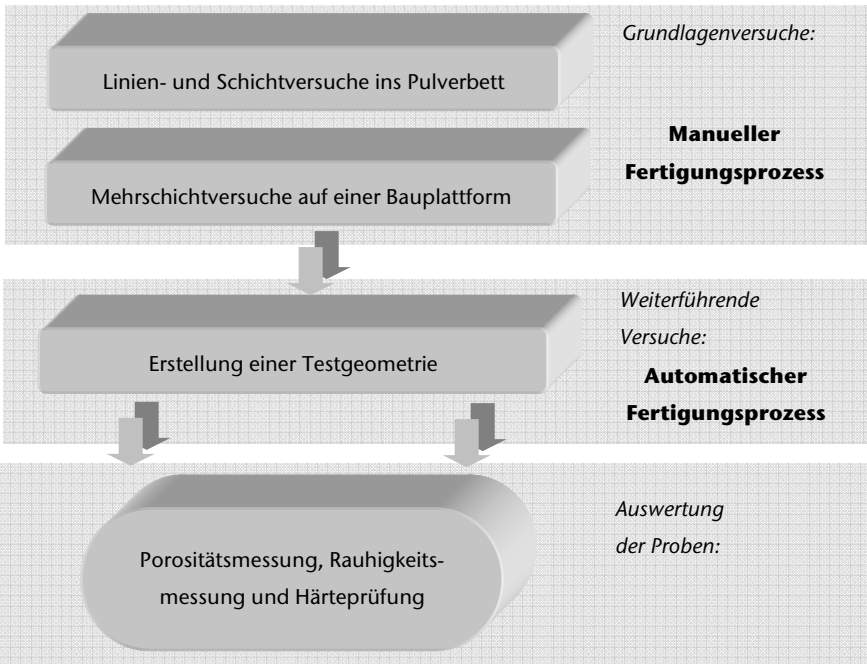 Grundlagenversuche:
Linien- und Schichtversuche ins Pulverbett
Manueller
Fertigungsprozess
Mehrschichtversuche auf einer Bauplattform
Weiterführende
Versuche:
Erstellung einer Testgeometrie
Automatischer
Fertigungsprozess
Auswertung
der Proben:
Porositätsmessung, Rauhigkeits-
messung und Härteprüfung